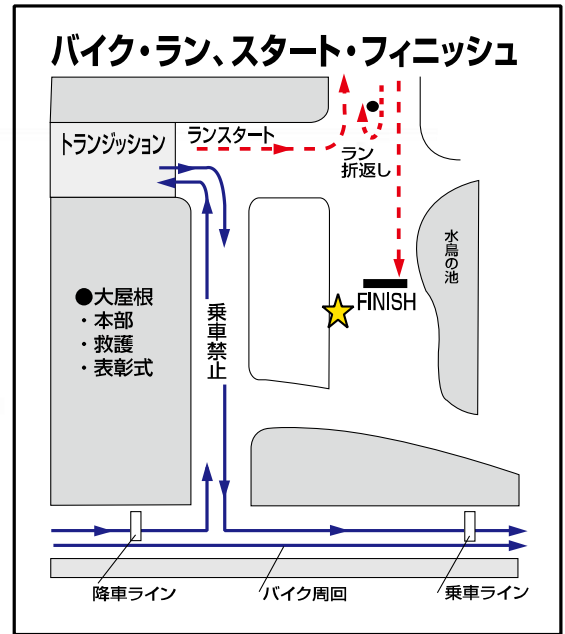 バイク・ラン、スタート・フィニッシュ
トランジッション
ランスタート
ラン
折返し
水鳥の池
●大屋根
・本部
・救護
・表彰式
乗車禁止
FINISH
降車ライン
バイク周回
乗車ライン